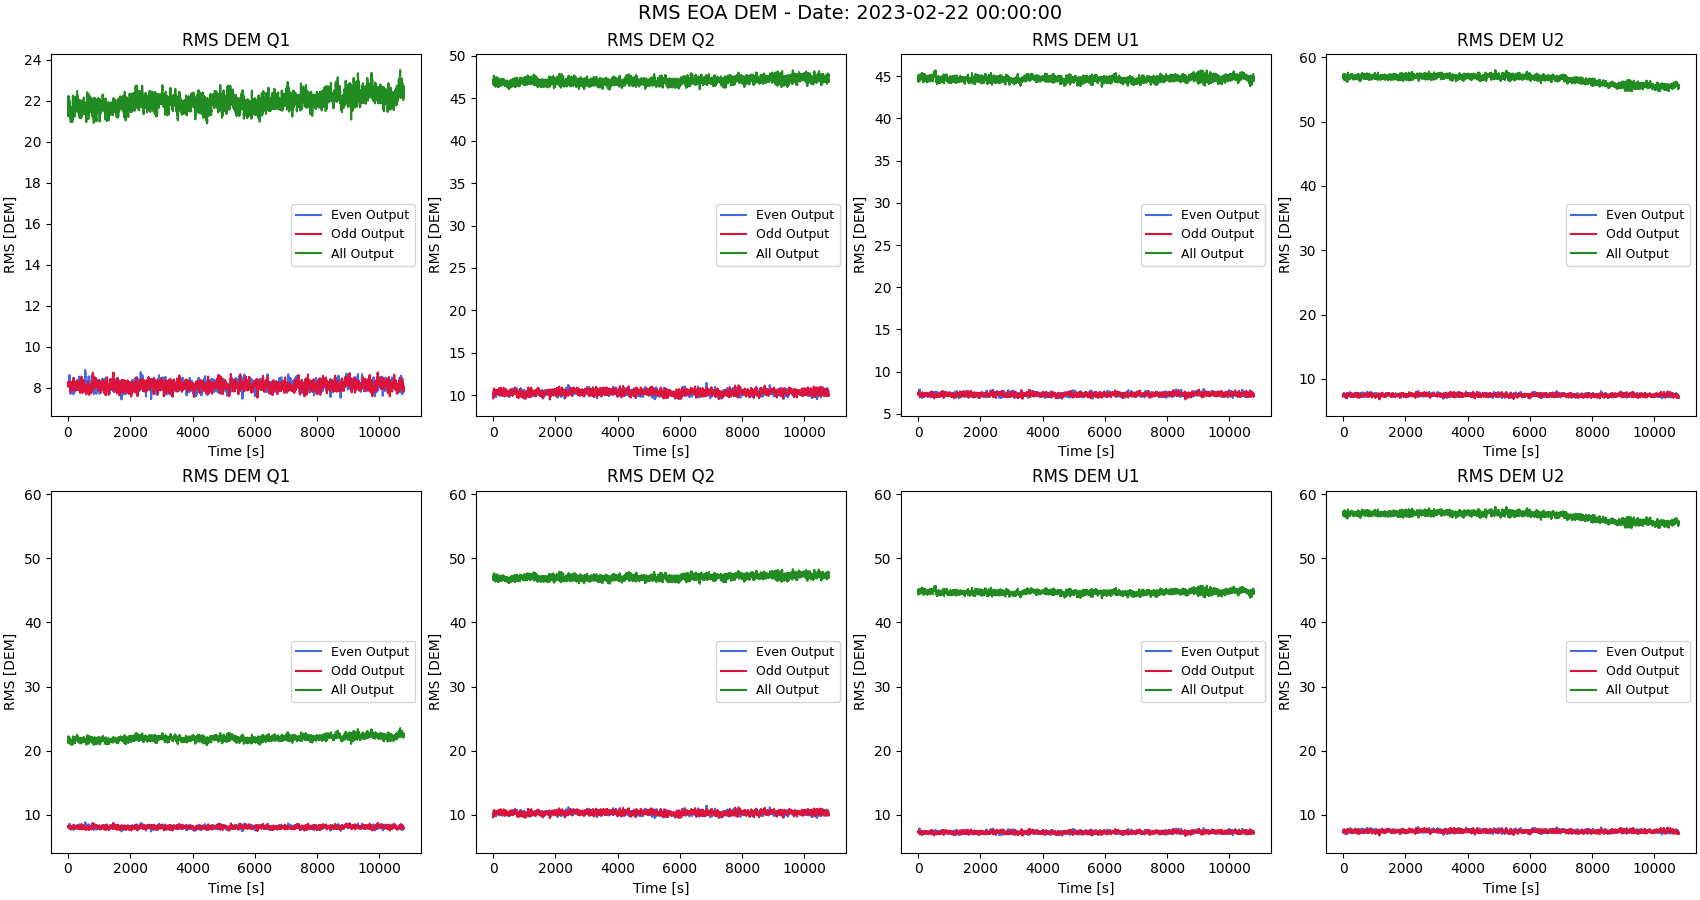 RMS EOA DEM - Date: 2023-02-22 00:00:00
RMS DEM Q1
RMS [DEM]
24
22
20
18
16
14
12
10
8
Even Output
Odd Output
All Output
0 2000 4000 6000 8000 10000
Time [s]
RMS DEM Q2
RMS [DEM]
50
45
40
35
30
25
20
15
10
Even Output
Odd Output
All Output
0 2000 4000 6000 8000 10000
Time [s]
RMS DEM U1
RMS [DEM]
45
40
35
30
25
20
15
10
5
Even Output
Odd Output
All Output
0 2000 4000 6000 8000 10000
Time [s]
RMS DEM U2
RMS [DEM]
60
50
40
30
20
10
Even Output
Odd Output
All Output
0 2000 4000 6000 8000 10000
Time [s]
RMS DEM Q1
RMS [DEM]
60
50
40
30
20
10
Even Output
Odd Output
All Output
0 2000 4000 6000 8000 10000
Time [s]
RMS DEM Q2
RMS [DEM]
60
50
40
30
20
10
Even Output
Odd Output
All Output
0 2000 4000 6000 8000 10000
Time [s]
RMS DEM U1
RMS [DEM]
60
50
40
30
20
10
Even Output
Odd Output
All Output
0 2000 4000 6000 8000 10000
Time [s]
RMS DEM U2
RMS [DEM]
60
50
40
30
20
10
Even Output
Odd Output
All Output
0 2000 4000 6000 8000 10000
Time [s]